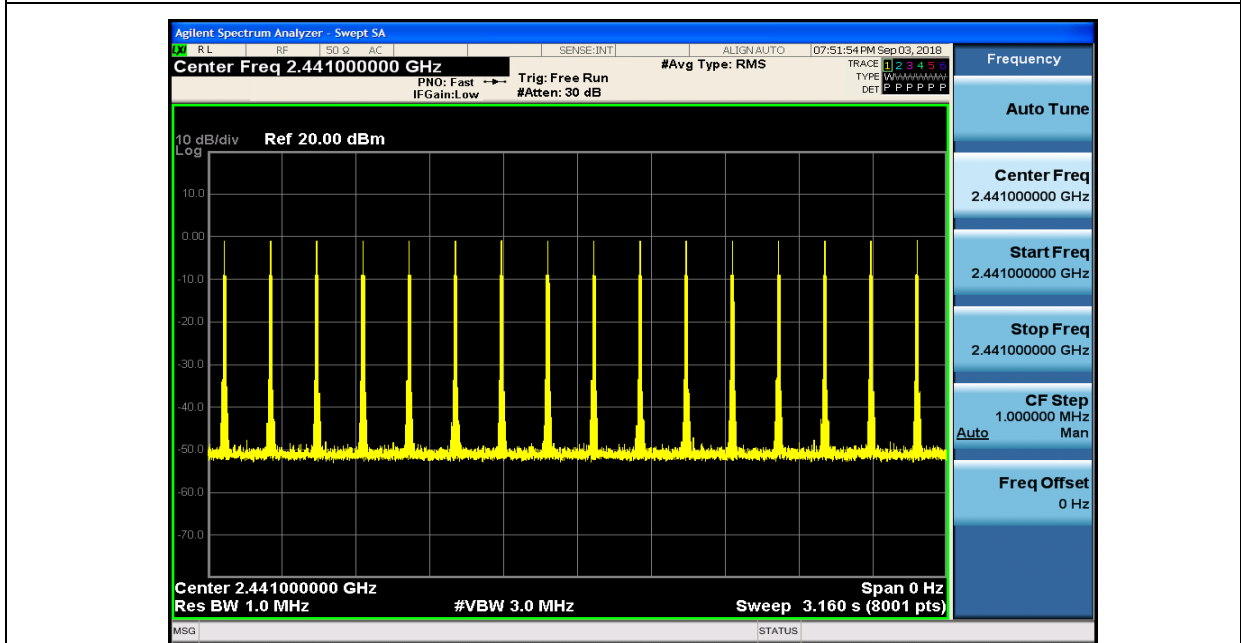 Agilent Spectrum Analyzer - Swept SA
LXI RL RF 50 Ω AC SENSE:INT ALIGN AUTO 07:51:54 PM Sep 03, 2018
Center Freq 2.441000000 GHz
PNO: Fast
IFGain:Low
Trig: Free Run
#Atten: 30 dB
#Avg Type: RMS
TRACE 1 2 3 4 5 6
TYPE W
DET P P P P P P
10 dB/div Ref 20.00 dBm
Log
10.0
0.00
-10.0
-20.0
-30.0
-40.0
-50.0
-60.0
-70.0
Center 2.441000000 GHz Span 0 Hz
Res BW 1.0 MHz #VBW 3.0 MHz Sweep 3.160 s (8001 pts)
MSG STATUS
Frequency
Auto Tune
Center Freq
2.441000000 GHz
Start Freq
2.441000000 GHz
Stop Freq
2.441000000 GHz
CF Step
1.000000 MHz
Auto Man
Freq Offset
0 Hz